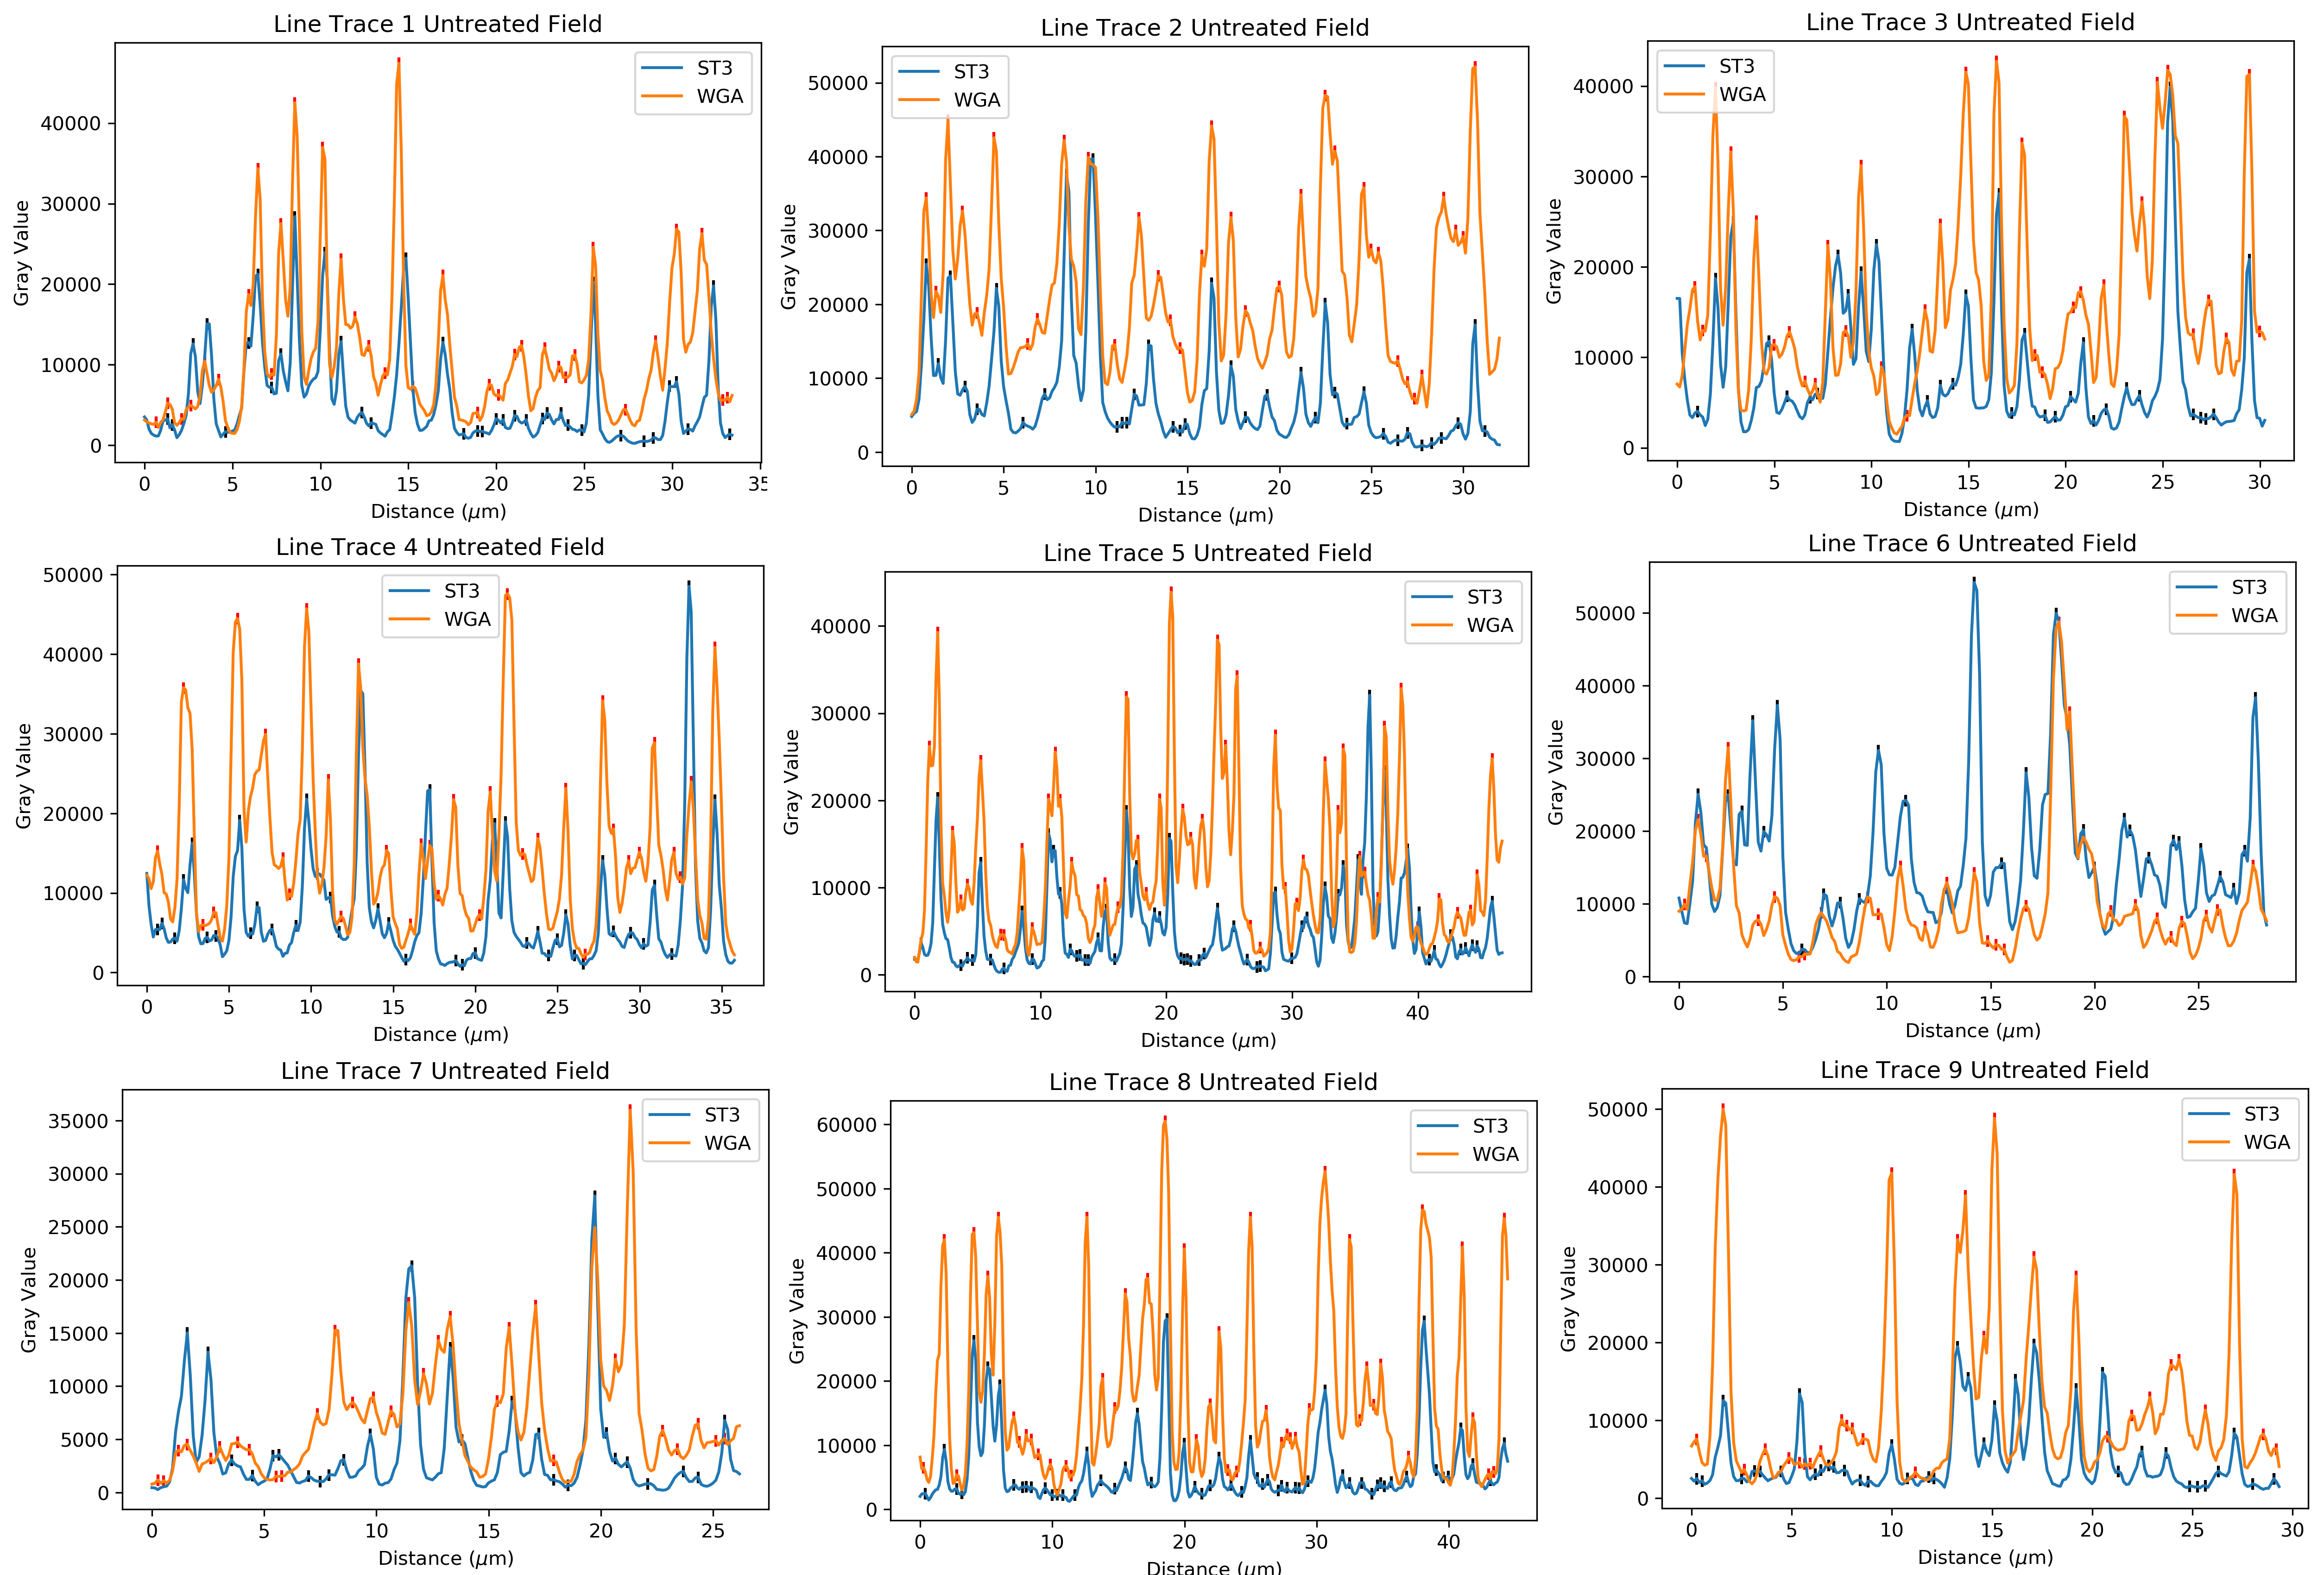 Line Trace 1 Untreated Field
ST3
WGA
Gray Value
40000
30000
20000
10000
0
0 5 10 15 20 25 30 35
Distance (μm)
Line Trace 2 Untreated Field
ST3
WGA
Gray Value
50000
40000
30000
20000
10000
0
0 5 10 15 20 25 30
Distance (μm)
Line Trace 3 Untreated Field
ST3
WGA
Gray Value
40000
30000
20000
10000
0
0 5 10 15 20 25 30
Distance (μm)
Line Trace 4 Untreated Field
ST3
WGA
Gray Value
50000
40000
30000
20000
10000
0
0 5 10 15 20 25 30 35
Distance (μm)
Line Trace 5 Untreated Field
ST3
WGA
Gray Value
40000
30000
20000
10000
0
0 10 20 30 40
Distance (μm)
Line Trace 6 Untreated Field
ST3
WGA
Gray Value
50000
40000
30000
20000
10000
0
0 5 10 15 20 25
Distance (μm)
Line Trace 7 Untreated Field
ST3
WGA
Gray Value
35000
30000
25000
20000
15000
10000
5000
0
0 5 10 15 20 25
Distance (μm)
Line Trace 8 Untreated Field
ST3
WGA
Gray Value
60000
50000
40000
30000
20000
10000
0
0 10 20 30 40
Distance (μm)
Line Trace 9 Untreated Field
ST3
WGA
Gray Value
50000
40000
30000
20000
10000
0
0 5 10 15 20 25 30
Distance (μm)